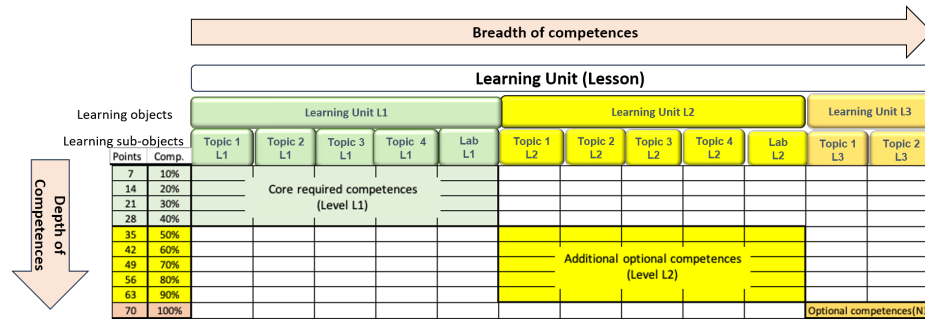 Breadth of competences
Learning Unit (Lesson)
Learning objects
Learning Unit L1
Learning Unit L2
Learning Unit L3
Learning sub-objects
Topic 1 L1
Topic 2 L1
Topic 3 L1
Topic 4 L1
Lab L1
Topic 1 L2
Topic 2 L2
Topic 3 L2
Topic 4 L2
Lab L2
Topic 1 L3
Topic 2 L3
Points Comp.
7 10%
14 20%
21 30%
28 40%
35 50%
42 60%
49 70%
56 80%
63 90%
70 100%
Core required competences
(Level L1)
Additional optional competences
(Level L2)
Optional competences
Depth of
Competences